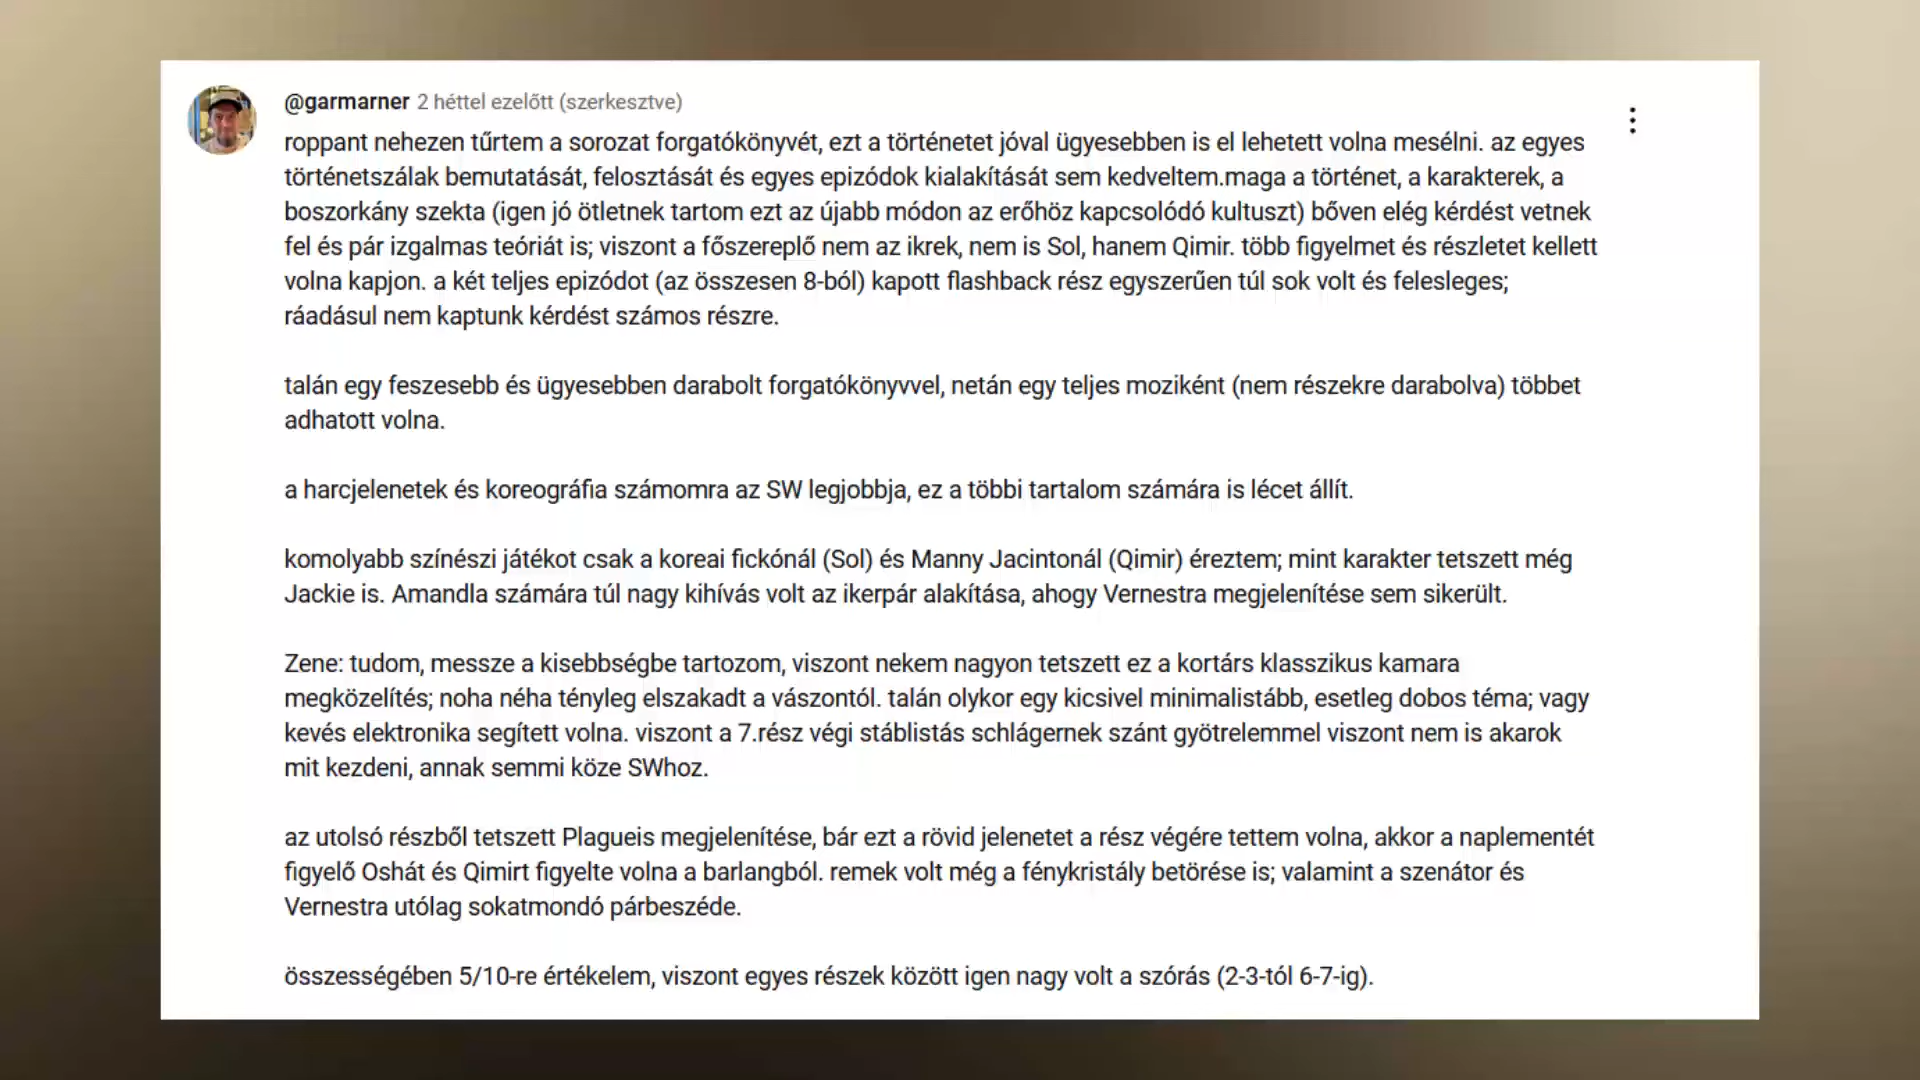 @garmarner 2 héttel ezelőtt (szerkesztve)
roppant nehezen tűrtem a sorozat forgatókönyvét, ezt a történetet jóval ügyesebben is el lehetett volna mesélni. az egyes
történetszálak bemutatását, felosztását és egyes epizódok kialakítását sem kedveltem.maga a történet, a karakterek, a
boszorkány szekta (igen jó ötletnek tartom ezt az újabb módon az erőhöz kapcsolódó kultuszt) bőven elég kérdést vetnek
fel és pár izgalmas teóriát is; viszont a főszereplő nem az ikrek, nem is Sol, hanem Qimir. több figyelmet és részletet kellett
volna kapjon. a két teljes epizódot (az összesen 8-ból) kapott flashback rész egyszerűen túl sok volt és felesleges;
ráadásul nem kaptunk kérdést számos részre.
talán egy feszesebb és ügyesebben darabolt forgatókönyvvel, netán egy teljes moziként (nem részekre darabolva) többet
adhatott volna.
a harcjelenetek és koreográfia számomra az SW legjobbja, ez a többi tartalom számára is lécet állít.
komolyabb színészi játékot csak a koreai fickónál (Sol) és Manny Jacintonál (Qimir) éreztem; mint karakter tetszett még
Jackie is. Amandla számára túl nagy kihívás volt az ikerpár alakítása, ahogy Vernestra megjelenítése sem sikerült.
Zene: tudom, messze a kisebbségbe tartozom, viszont nekem nagyon tetszett ez a kortárs klasszikus kamara
megközelítés; noha néha tényleg elszakadt a vászontól. talán olykor egy kicsivel minimalistább, esetleg dobos téma; vagy
kevés elektronika segített volna. viszont a 7.rész végi stáblistás schlágernek szánt gyötrelemmel viszont nem is akarok
mit kezdeni, annak semmi köze SWhoz.
az utolsó részből tetszett Plagueis megjelenítése, bár ezt a rövid jelenetet a rész végére tettem volna, akkor a naplementét
figyelő Oshát és Qimirt figyelte volna a barlangból. remek volt még a fénykristály betörése is; valamint a szenátor és
Vernestra utólag sokatmondó párbeszéde.
összességében 5/10-re értékelem, viszont egyes részek között igen nagy volt a szórás (2-3-tól 6-7-ig).